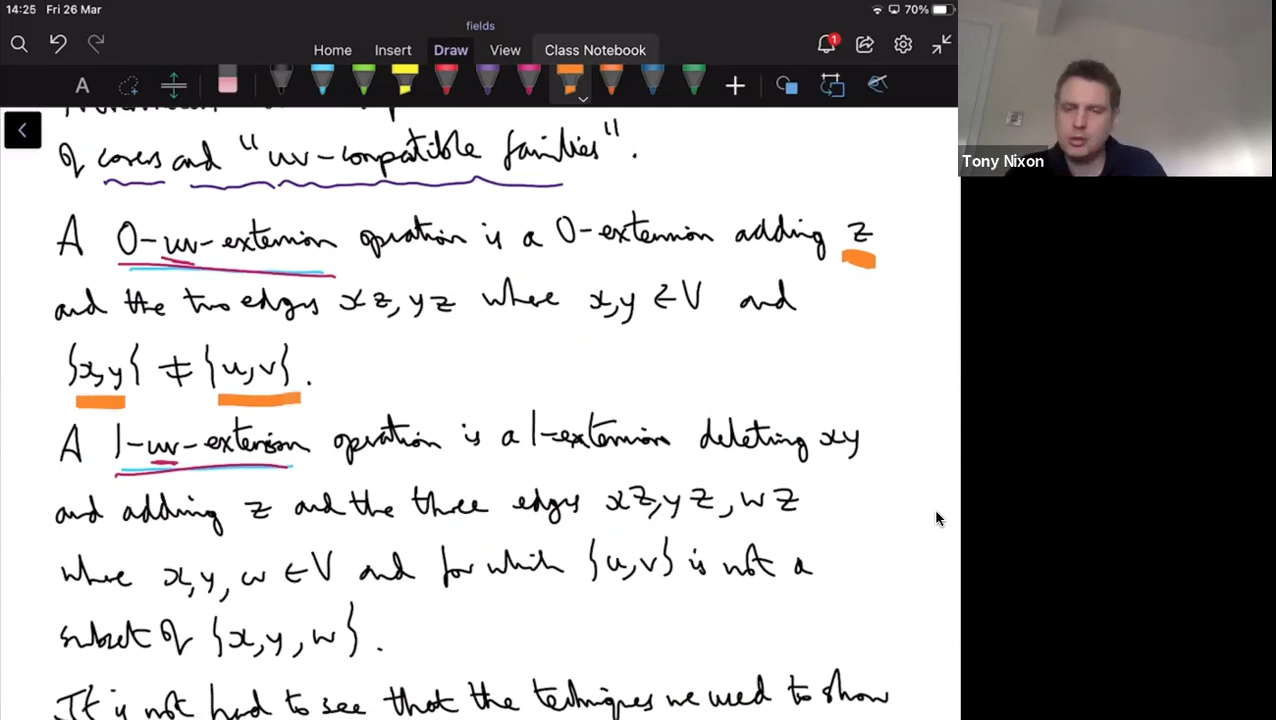 14:25 Fri 26 Mar
70%
fields
Home Insert Draw View Class Notebook
1
A
Tony Nixon
of covers and "uv-compatible families".
A 0-uv-extension operation is a 0-extension adding z
and the two edges xz, yz where x,y ∈ V and
{x,y} ≠ {u,v}.
A 1-uv-extension operation is a 1-extension deleting xy
and adding z and the three edges xz, yz, wz
where x, y, w ∈ V and for which {u,v} is not a
subset of {x,y,w}.
It is not hard to see that the techniques we used to show